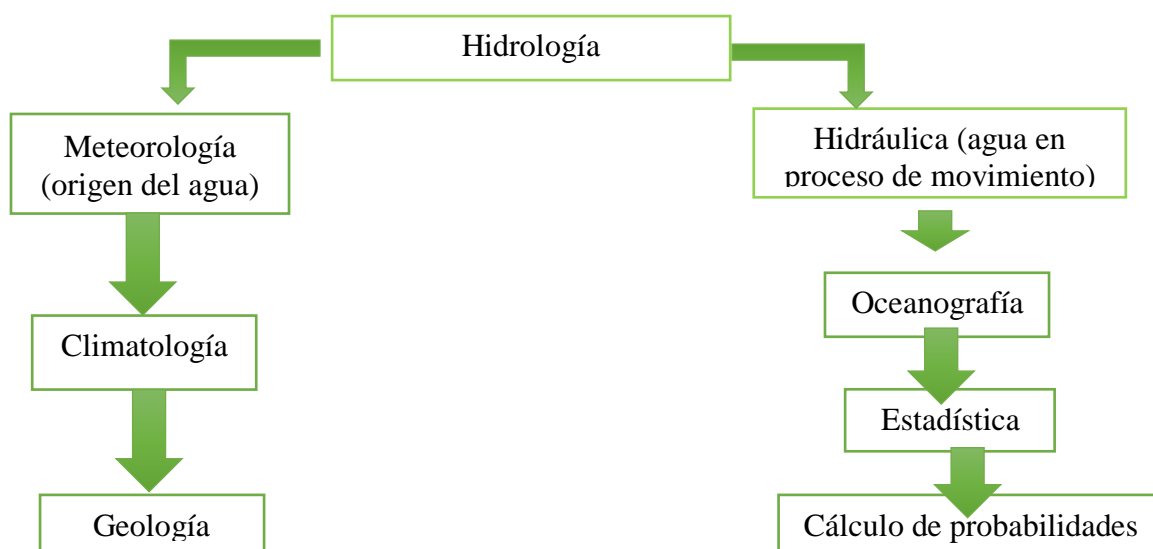 Hidrología
Meteorología
(origen del agua)
Hidráulica (agua en
proceso de movimiento)
Climatología
Oceanografía
Estadística
Geología
Cálculo de probabilidades